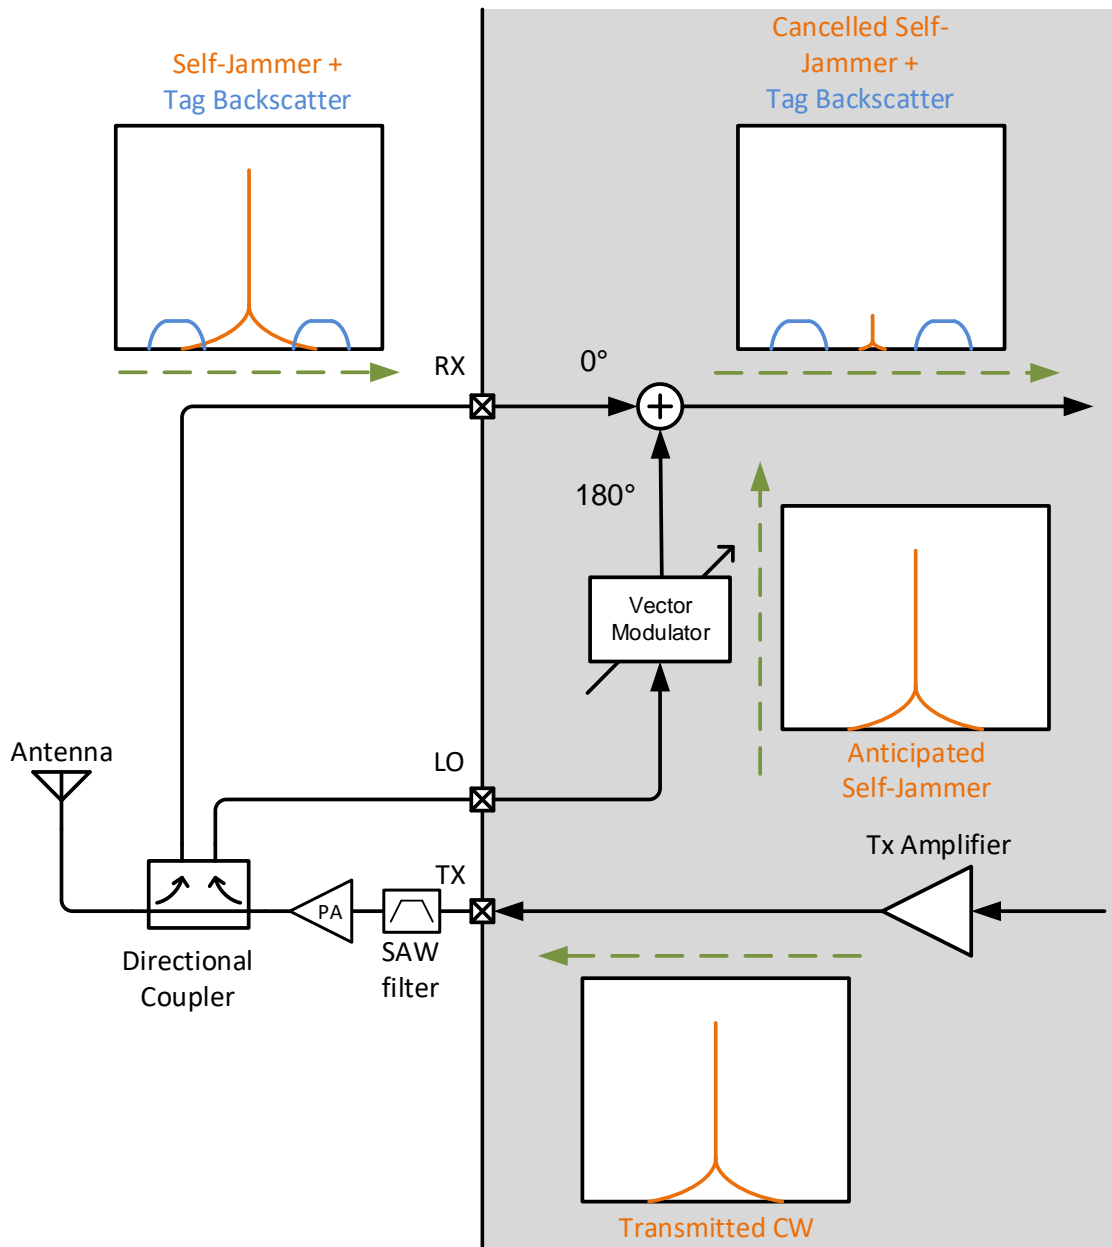 Self-Jammer +
Tag Backscatter
Cancelled Self-
Jammer +
Tag Backscatter
RX
0°
180°
Vector
Modulator
Antenna
LO
Anticipated
Self-Jammer
TX
Tx Amplifier
PA
Directional
Coupler
SAW
filter
Transmitted CW